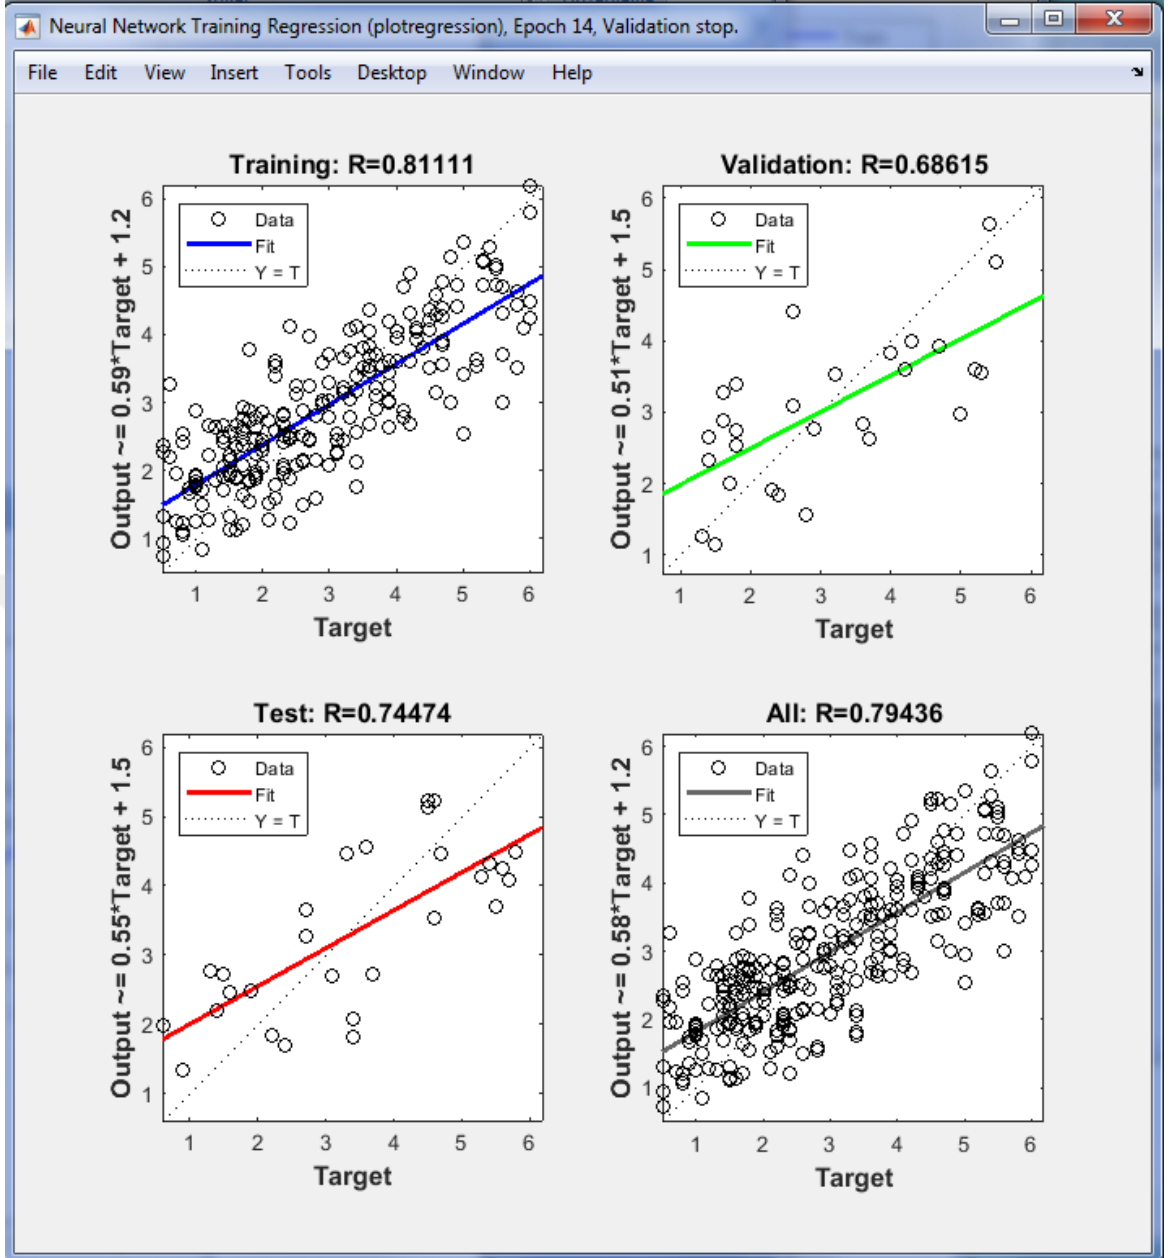 Neural Network Training Regression (plotregression), Epoch 14, Validation stop.
File Edit View Insert Tools Desktop Window Help
Training: R=0.81111
Output ~= 0.59*Target + 1.2
6
5
4
3
2
1
Data
Fit
Y = T
1 2 3 4 5 6
Target
Validation: R=0.68615
Output ~= 0.51*Target + 1.5
6
5
4
3
2
1
Data
Fit
Y = T
1 2 3 4 5 6
Target
Test: R=0.74474
Output ~= 0.55*Target + 1.5
6
5
4
3
2
1
Data
Fit
Y = T
1 2 3 4 5 6
Target
All: R=0.79436
Output ~= 0.58*Target + 1.2
6
5
4
3
2
1
Data
Fit
Y = T
1 2 3 4 5 6
Target